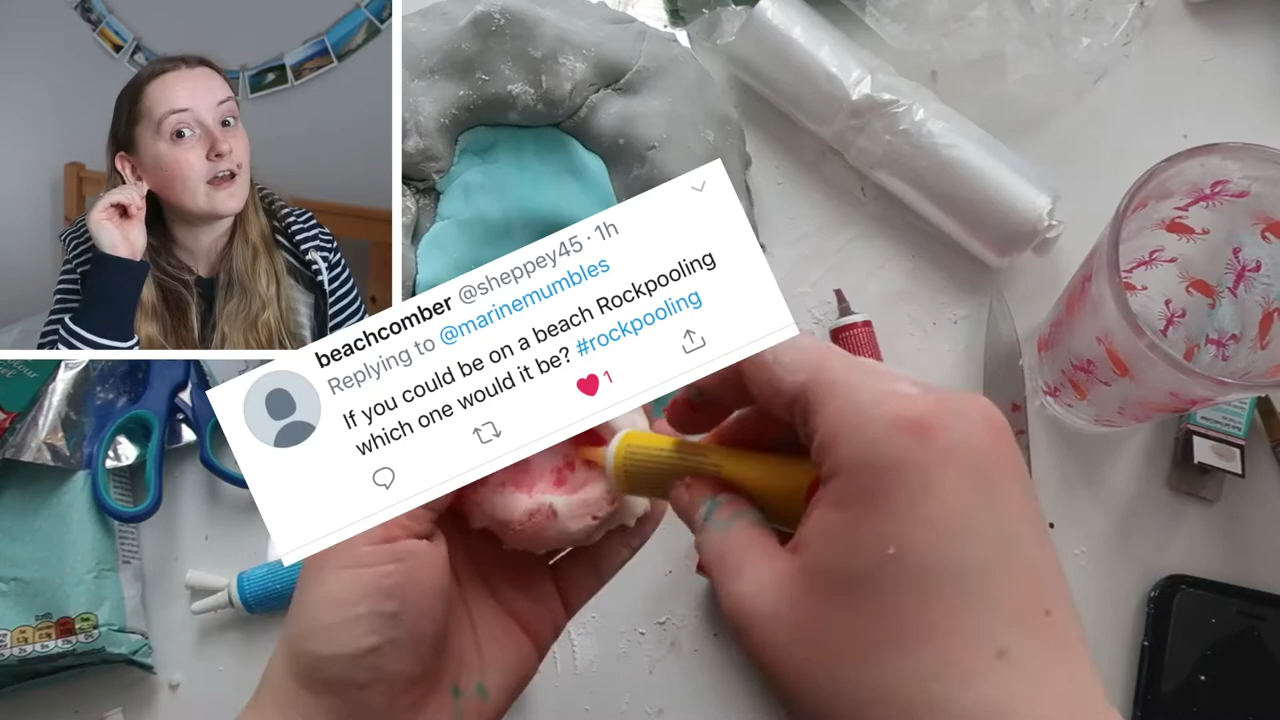 beachcomber @sheppey45 · 1h
Replying to @marinemumbles
If you could be on a beach Rockpooling
which one would it be? #rockpooling
1